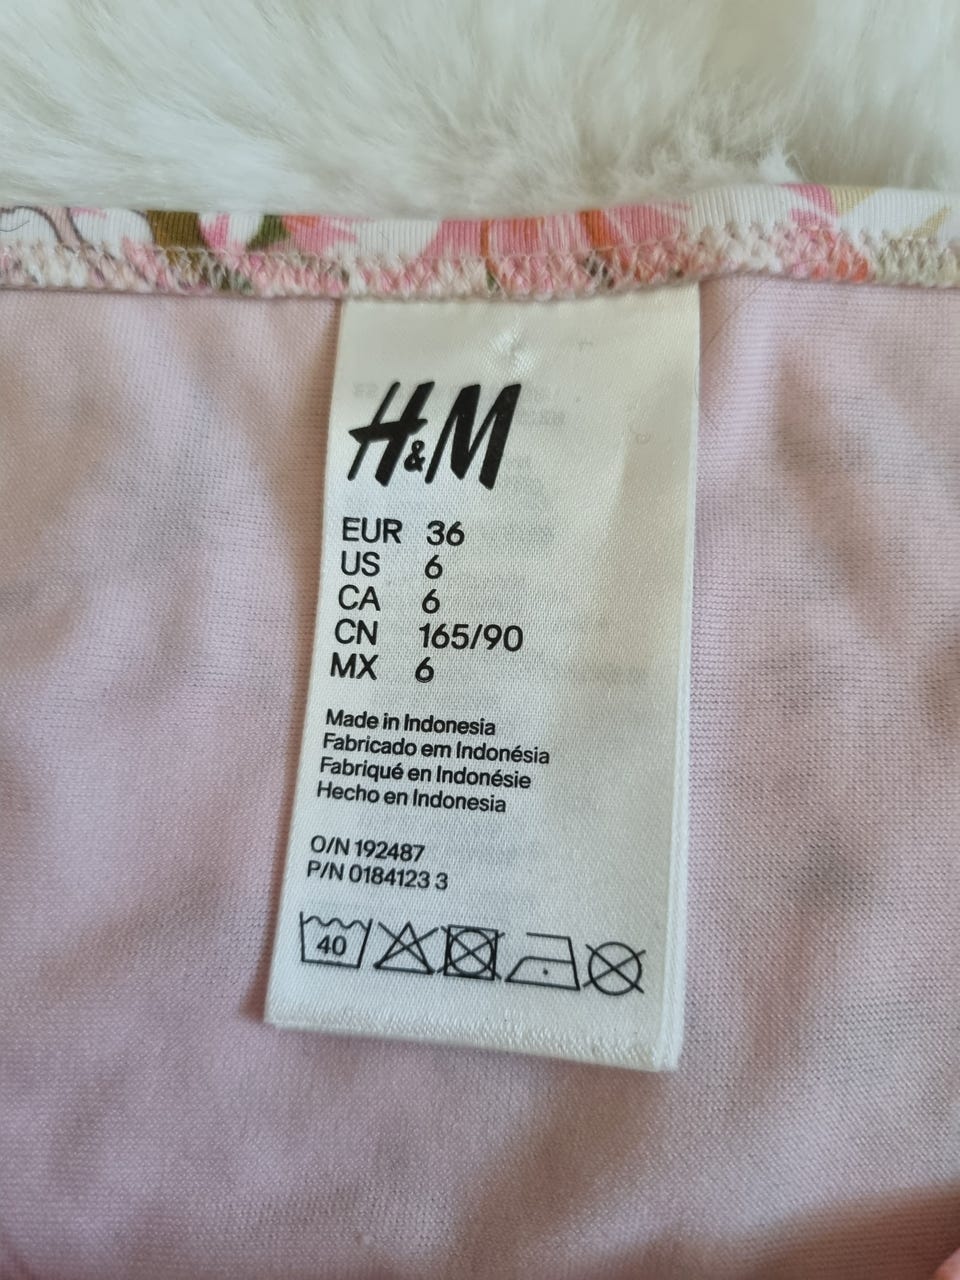 H&M
EUR 36
US 6
CA 6
CN 165/90
MX 6
Made in Indonesia
Fabricado em Indonésia
Fabriqué en Indonésie
Hecho en Indonesia
O/N 192487
P/N 0184123 3
40